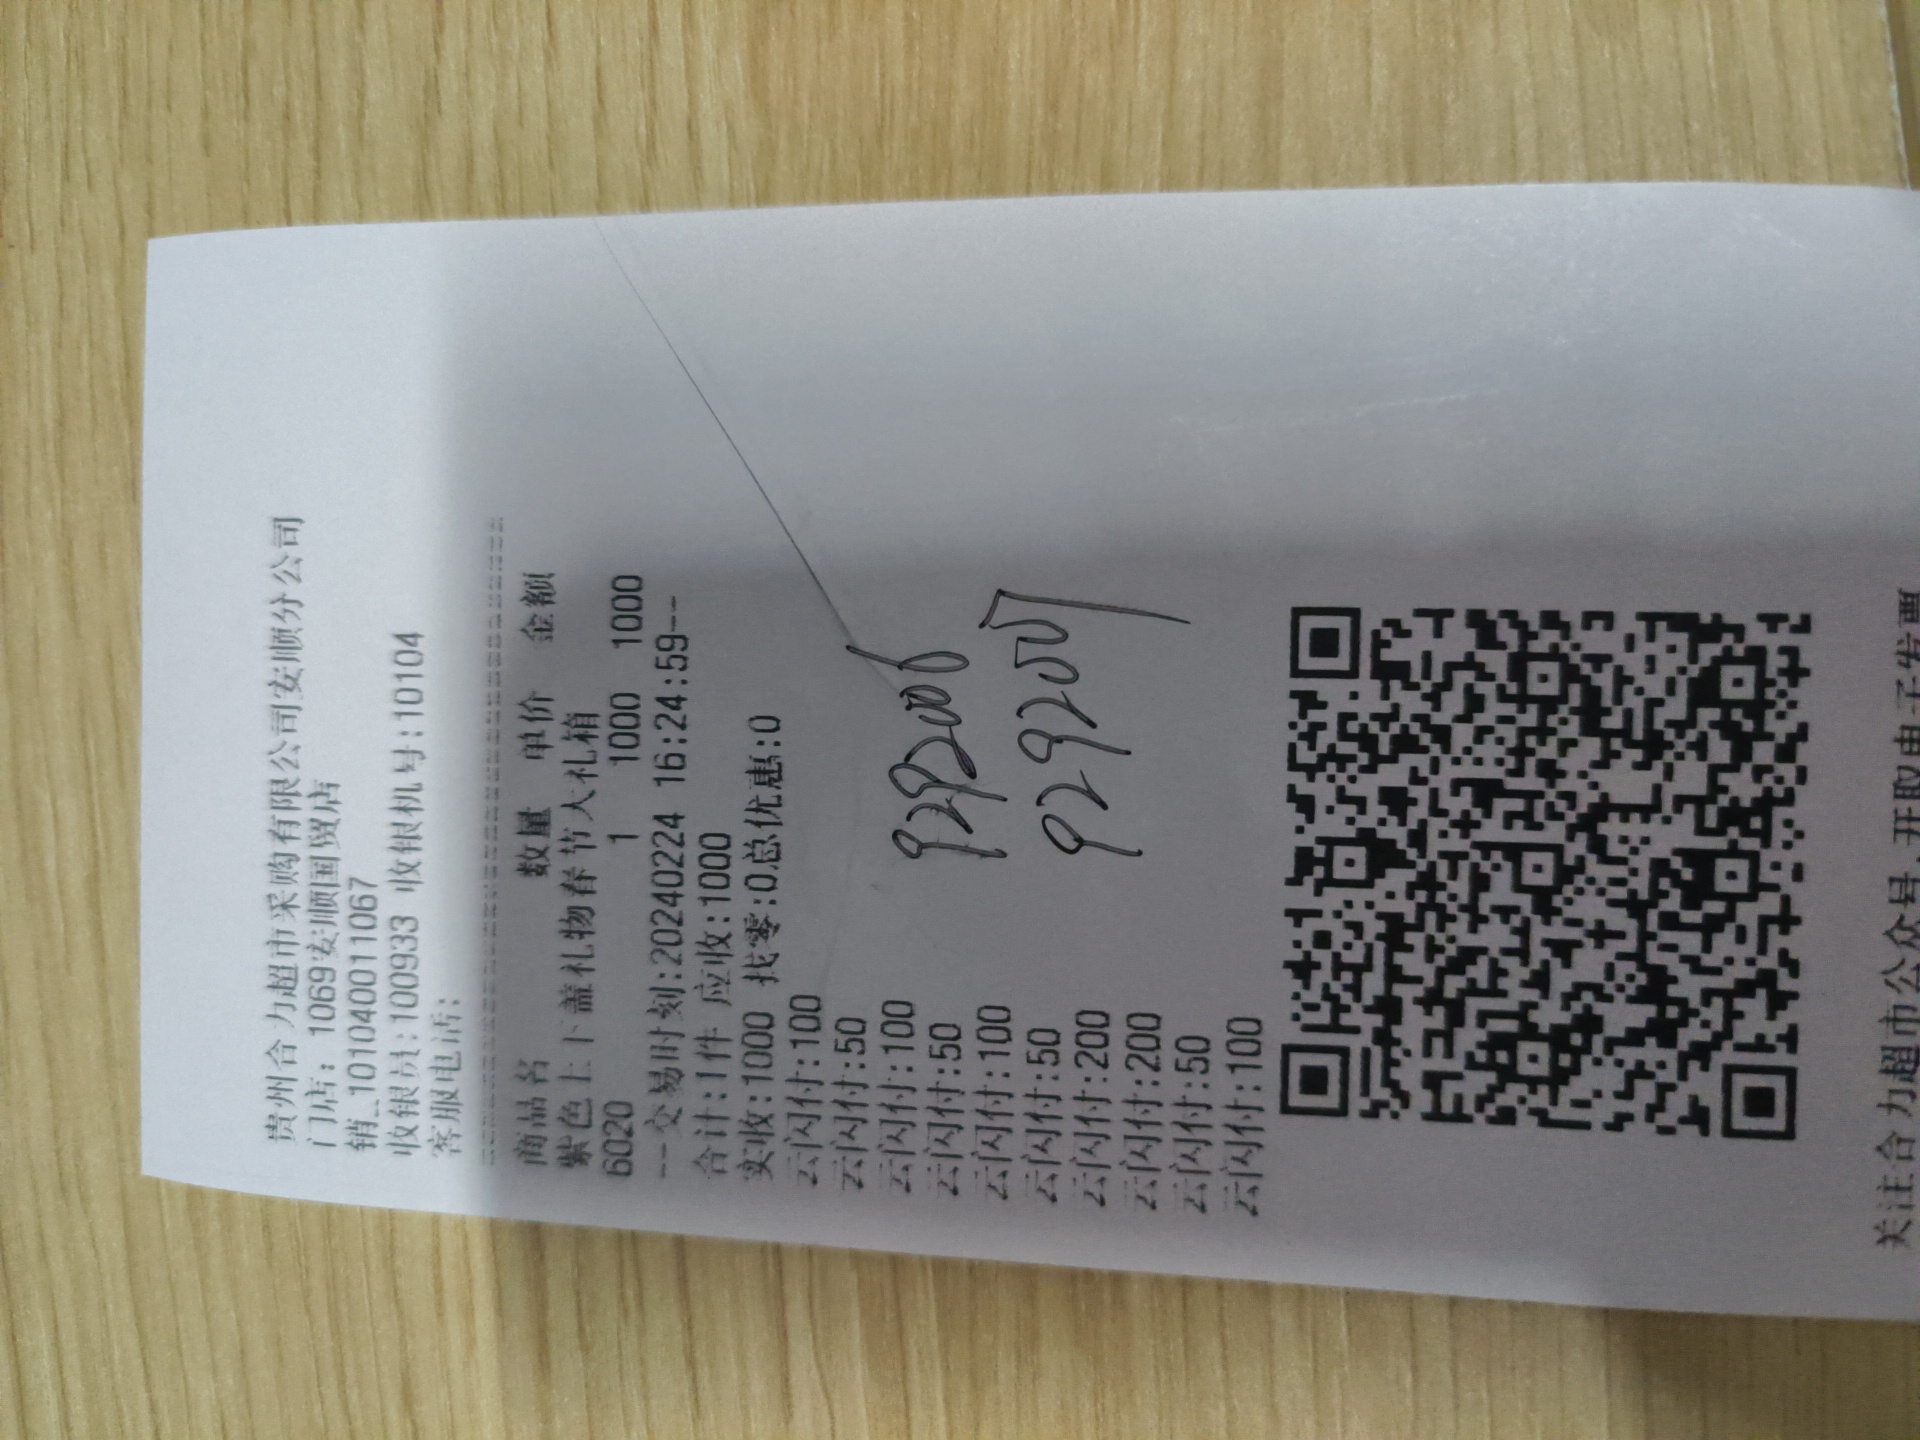 贵州合力超市采购有限公司安顺分公司
门店: 1069安顺国贸店
销_1010400110​67
收银员:100933 收银机号:10104
客服电话:
商品名 数量 单价 金额
紫色上下盖礼物春节大礼箱
6020 1 1000 1000
--交易时刻:20240224 16:24:59--
合计:1件 应收:1000
实收:1000 找零:0总优惠:0
云闪付:100
云闪付:50
云闪付:100
云闪付:50
云闪付:100
云闪付:50
云闪付:200
云闪付:200
云闪付:50
云闪付:100
9292008
9292007
关注合力超市公众号,开取电子发票